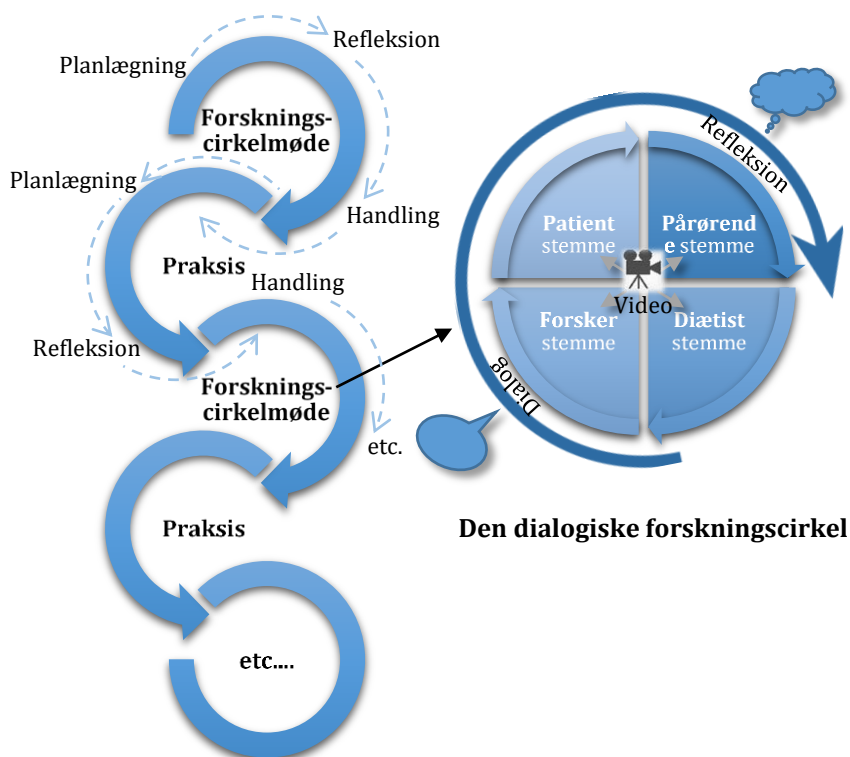 Refleksion
Planlægning
Forsknings-
cirkelmøde
Planlægning
Handling
Praksis
Handling
Refleksion
Forsknings-
cirkelmøde
etc.
Praksis
etc....
Refleksion
Patient
stemme
Pårørend
e stemme
Video
Forsker
stemme
Diætist
stemme
Dialog
Den dialogiske forskningscirkel